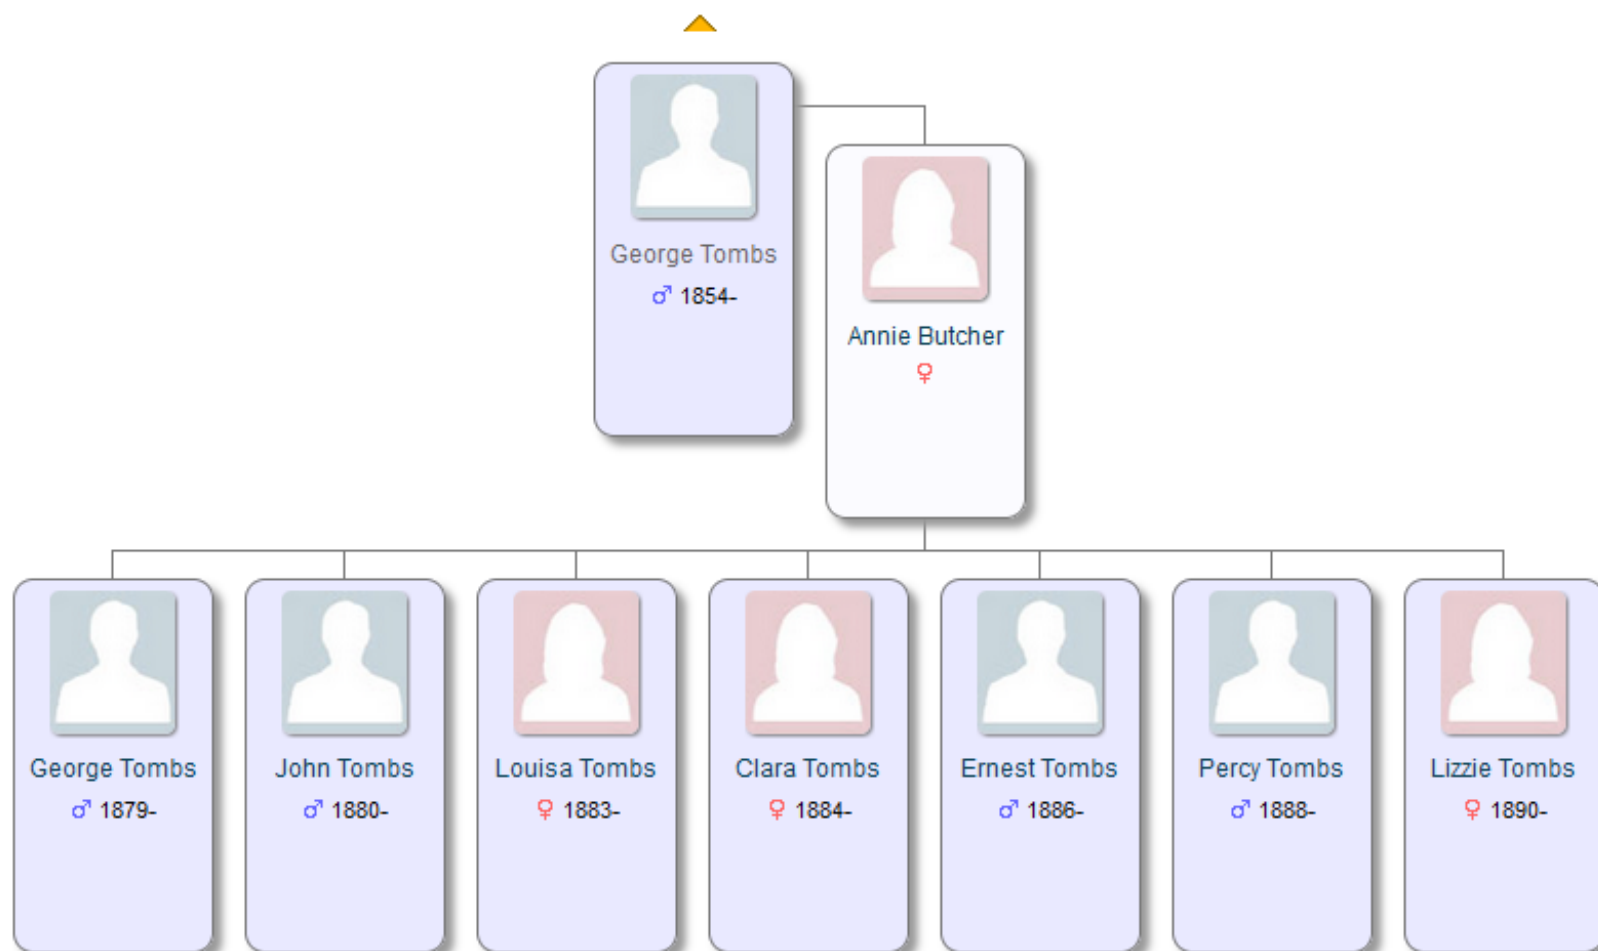 George Tombs
♂ 1854-
Annie Butcher
♀
George Tombs
♂ 1879-
John Tombs
♂ 1880-
Louisa Tombs
♀ 1883-
Clara Tombs
♀ 1884-
Ernest Tombs
♂ 1886-
Percy Tombs
♂ 1888-
Lizzie Tombs
♀ 1890-